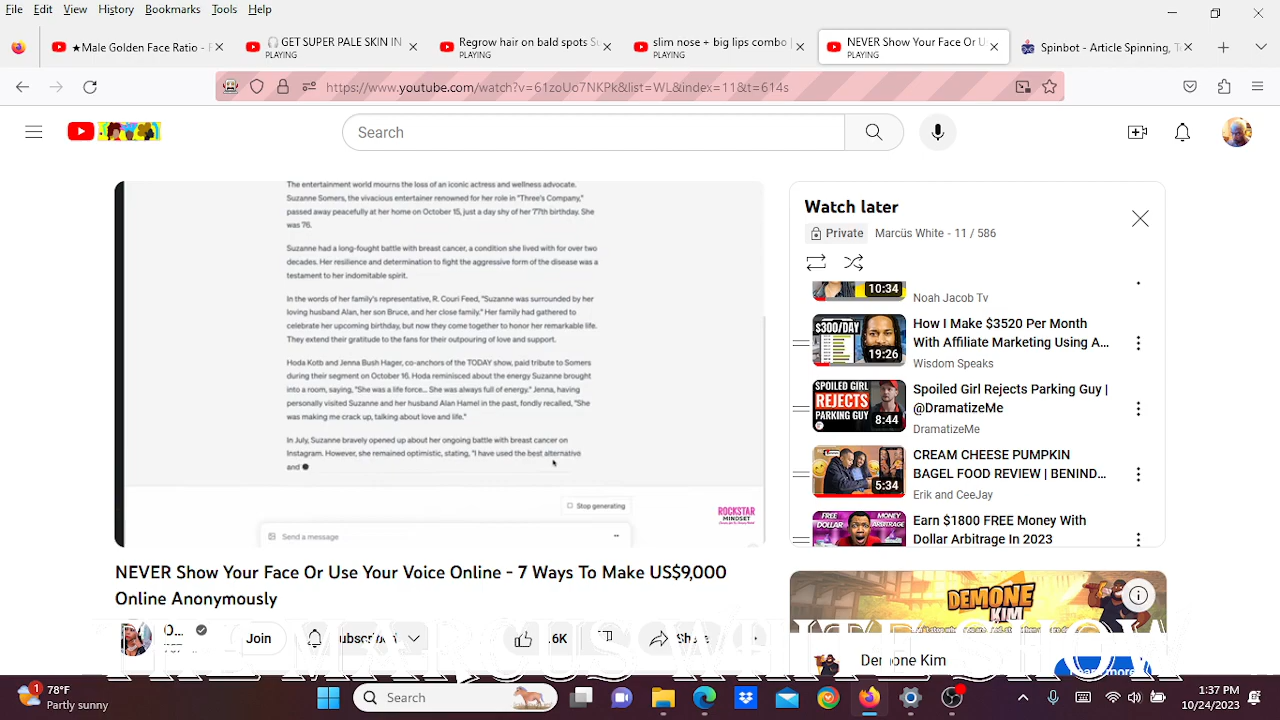 File Edit View History Bookmarks Tools Help
★Male Golden Face Ratio -
PLAYING
GET SUPER PALE SKIN IN
PLAYING
Regrow hair on bald spots Su
PLAYING
slim nose + big lips combo
PLAYING
NEVER Show Your Face Or U
PLAYING
Spinbot - Article Spinning, T
https://www.youtube.com/watch?v=61zoUo7NKPk&list=WL&index=11&t=614s
Search
The entertainment world mourns the loss of an iconic actress and wellness advocate.
Suzanne Somers, the vivacious entertainer renowned for her role in "Three's Company,"
passed away peacefully at her home on October 15, just a day shy of her 77th birthday. She
was 76.
Suzanne had a long-fought battle with breast cancer, a condition she lived with for over two
decades. Her resilience and determination to fight the aggressive form of the disease was a
testament to her indomitable spirit.
In the words of her family's representative, R. Couri Feed, "Suzanne was surrounded by her
loving husband Alan, her son Bruce, and her close family." Her family had gathered to
celebrate her upcoming birthday, but now they come together to honor her remarkable life.
They extend their gratitude to the fans for their outpouring of love and support.
Hoda Kotb and Jenna Bush Hager, co-anchors of the TODAY show, paid tribute to Somers
during their segment on October 16. Hoda reminisced about the energy Suzanne brought
into a room, saying, "She was a life force... She was always full of energy." Jenna, having
personally visited Suzanne and her husband Alan Hamel in the past, fondly recalled, "She
was making me crack up, talking about love and life."
In July, Suzanne bravely opened up about her ongoing battle with breast cancer on
Instagram. However, she remained optimistic, stating, "I have used the best alternative
and
Stop generating
ROCKSTAR
MINDSET
Send a message
Watch later
Private Marcüs White - 11 / 586
10:34
Noah Jacob Tv
$300/DAY
19:26
How To Make $3520 Per Month
With Affiliate Marketing Using A...
Wordz Speaks
SPOILED GIRL
REJECTS
PARKING GUY
8:44
Spoiled Girl Rejects Parking Guy |
@DramatizeMe
DramatizeMe
5:34
VEGAN CHEESE PUMPKIN
BAGEL FOOD REVIEW | BEHIND...
Erik and CeeJay
FREE MONEY
DOLLAR ARBITRAGE
Earn $1800 FREE Money With
Dollar Arbitrage In 2023
NEVER Show Your Face Or Use Your Voice Online - 7 Ways To Make US$9,000
Online Anonymously
Join
6K
DEMONE
KIM
Demone Kim
1
78°F
Partly sunny
Search